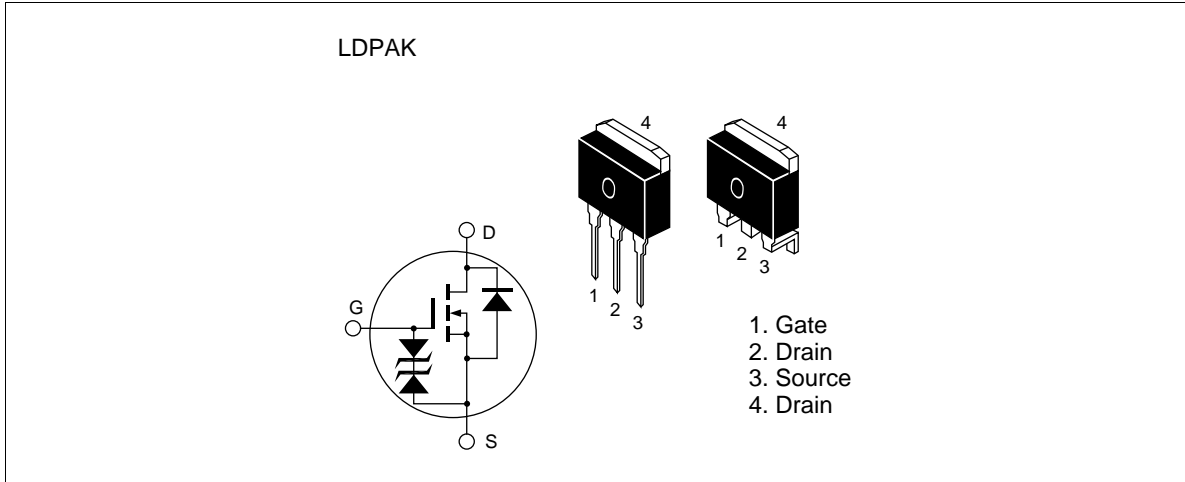 LDPAK
4
4
1
2
3
1
2
3
D
G
S
1. Gate
2. Drain
3. Source
4. Drain